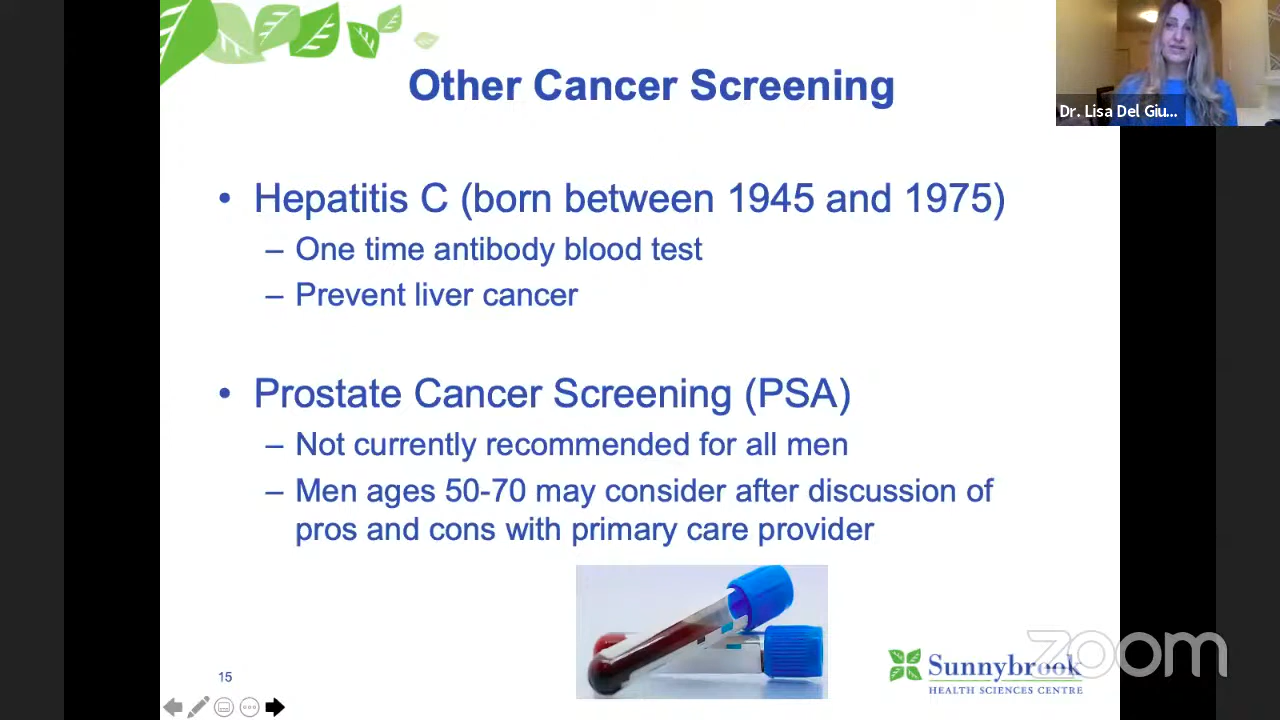 Other Cancer Screening
Dr. Lisa Del Giu...
• Hepatitis C (born between 1945 and 1975)
– One time antibody blood test
– Prevent liver cancer
• Prostate Cancer Screening (PSA)
– Not currently recommended for all men
– Men ages 50-70 may consider after discussion of
pros and cons with primary care provider
15
Sunnybrook
HEALTH SCIENCES CENTRE
zoom